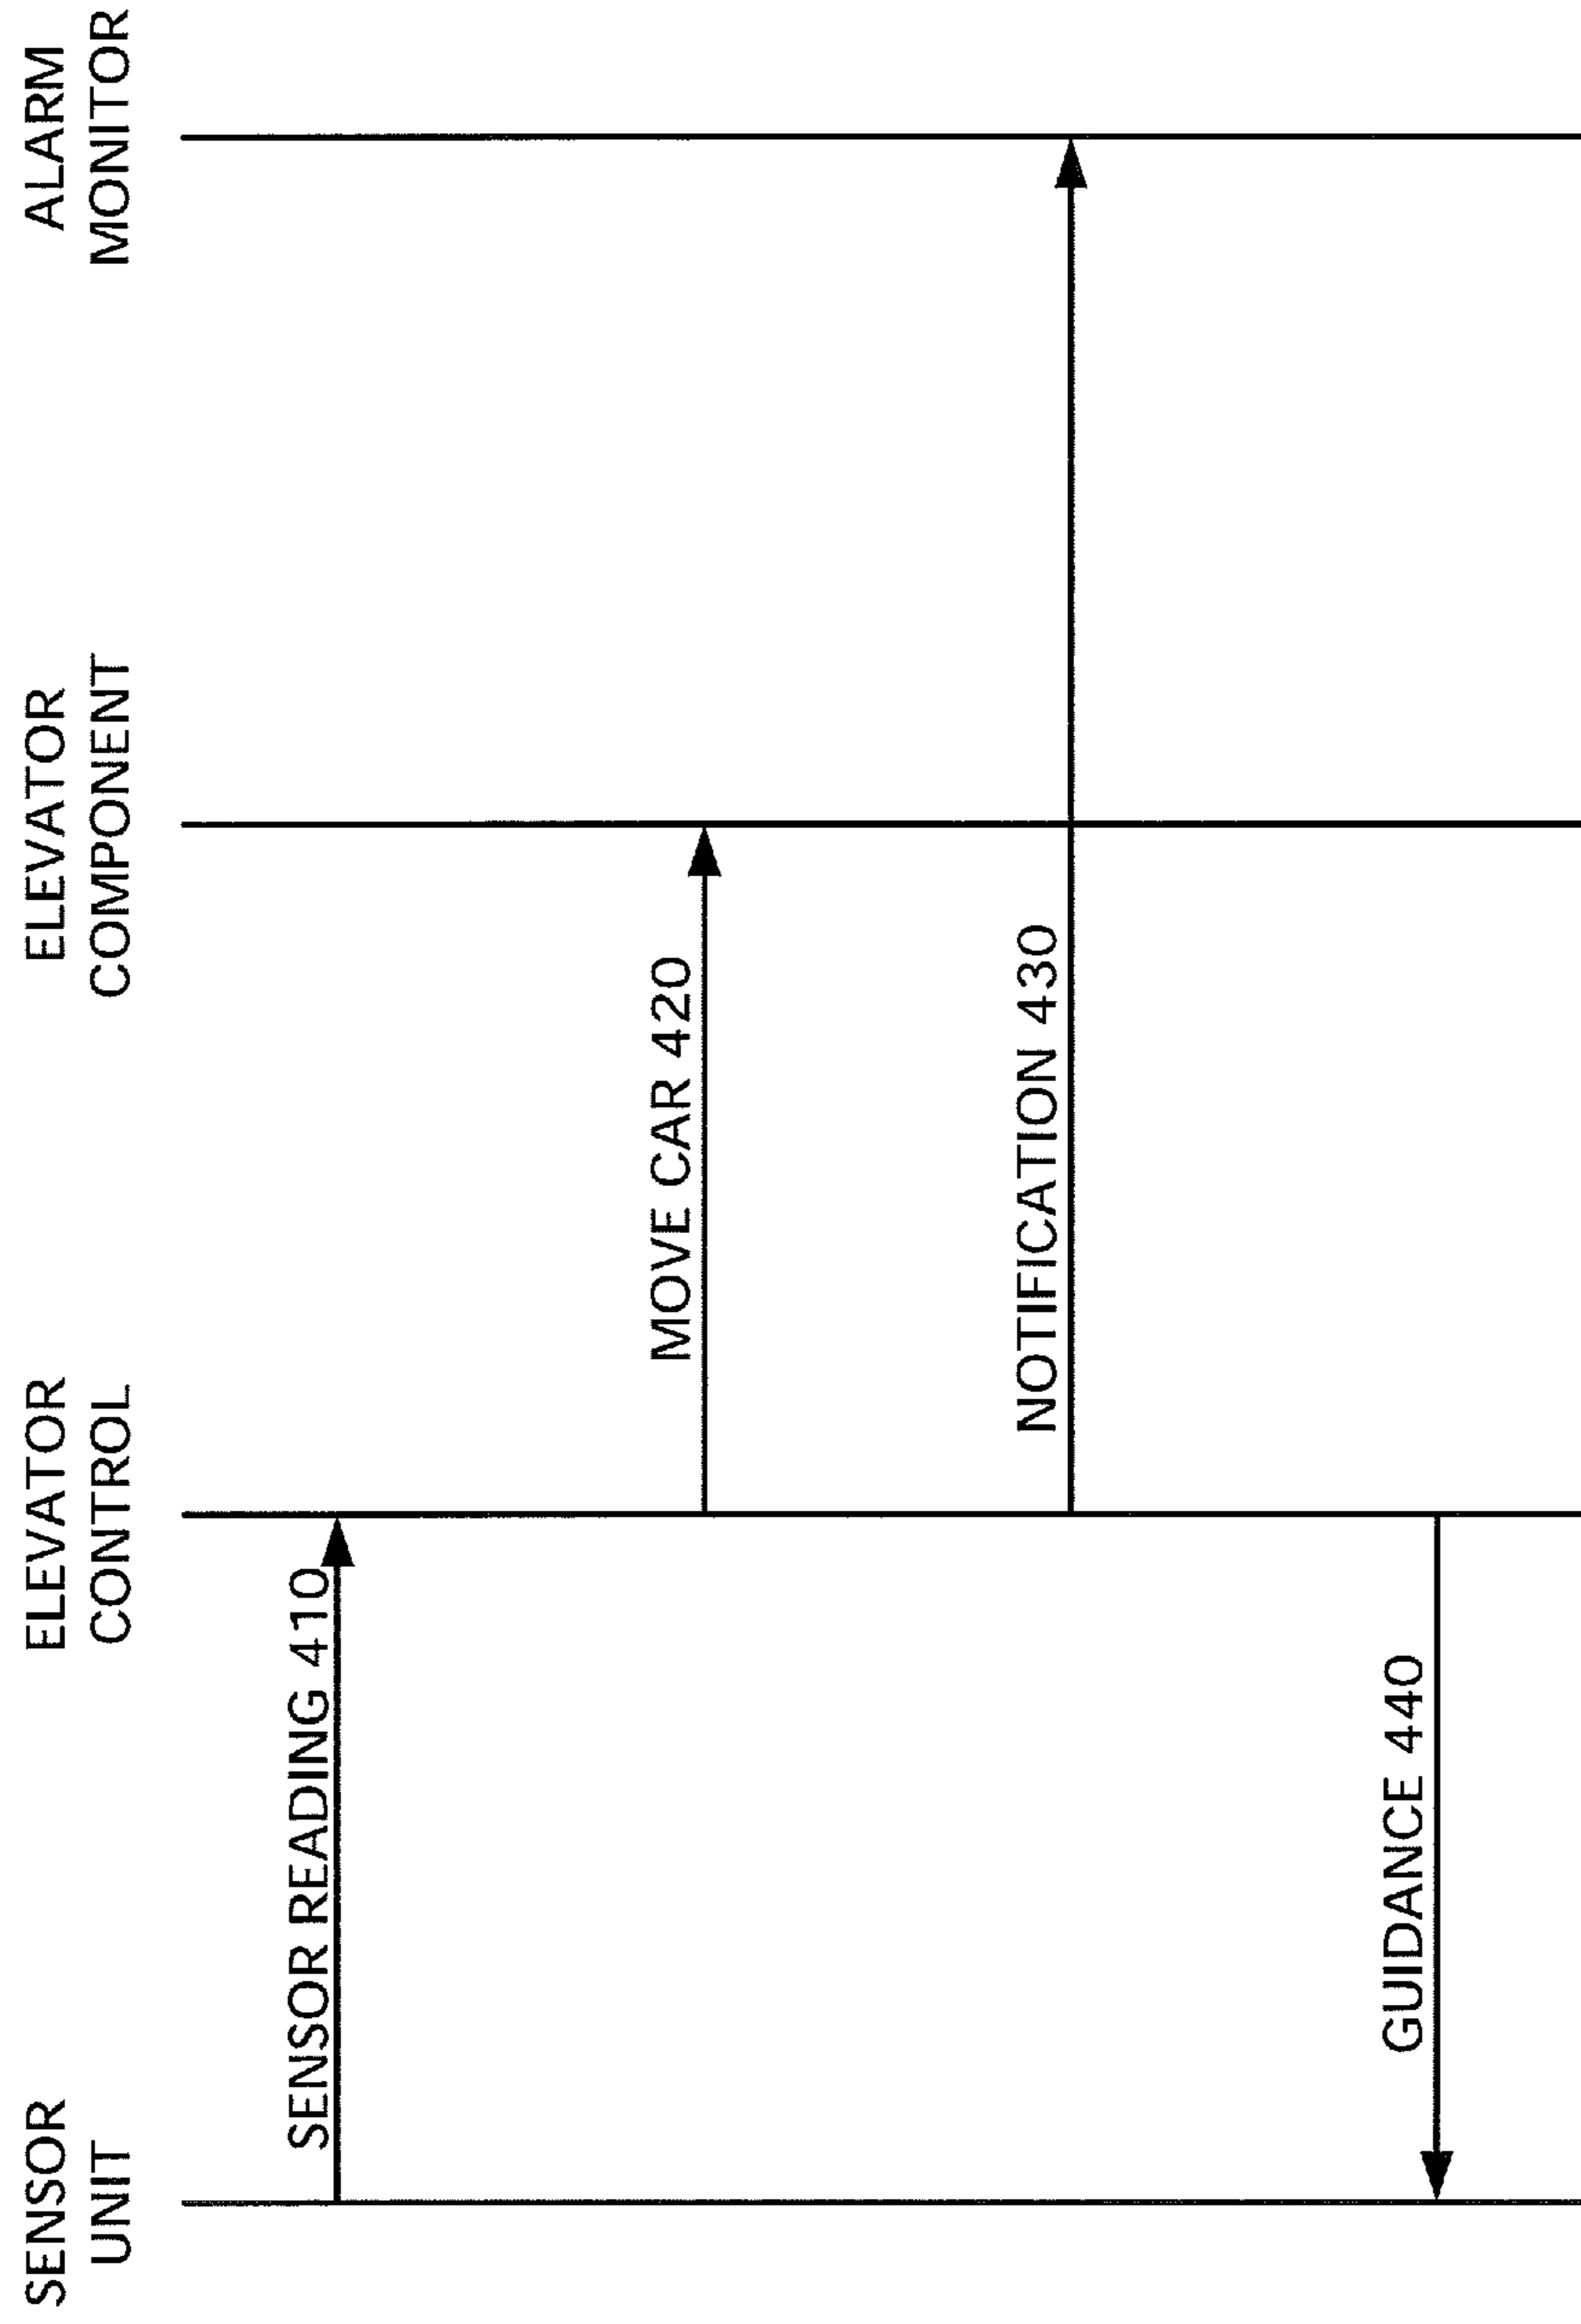 SENSOR
UNIT
ELEVATOR
CONTROL
ELEVATOR
COMPONENT
ALARM
MONITOR
SENSOR READING 410
MOVE CAR 420
NOTIFICATION 430
GUIDANCE 440